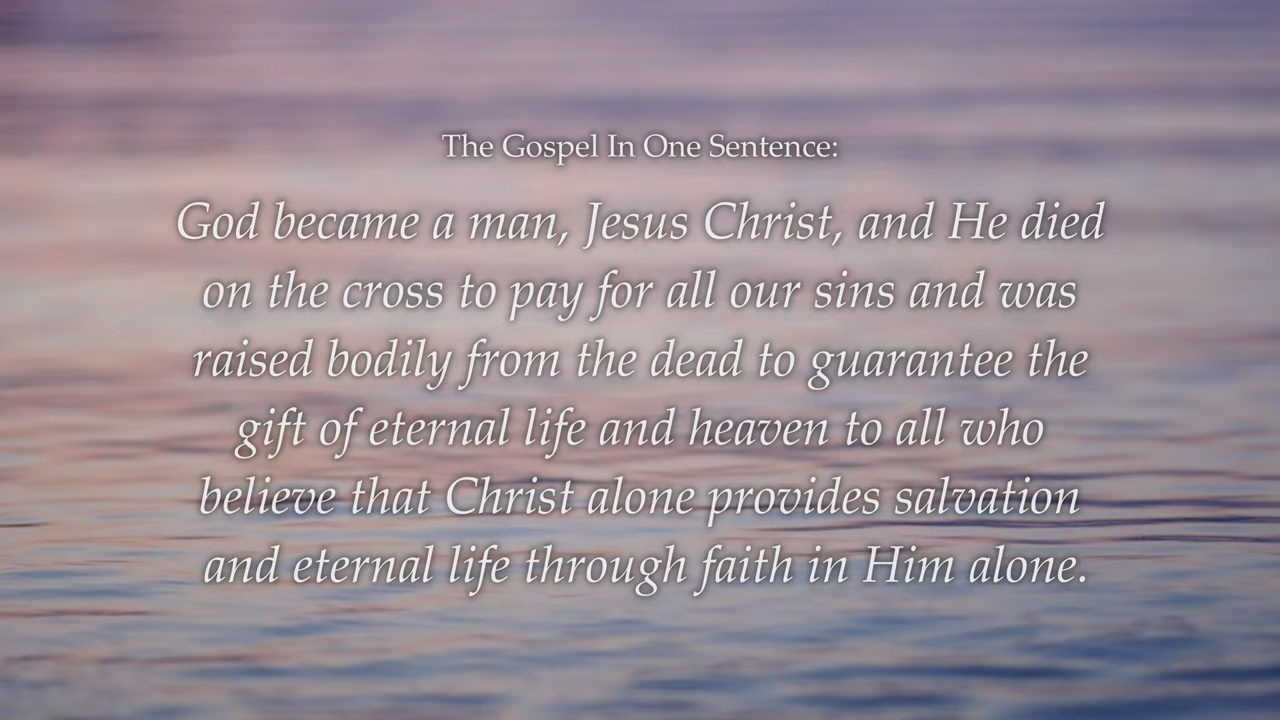 The Gospel In One Sentence:
God became a man, Jesus Christ, and He died
on the cross to pay for all our sins and was
raised bodily from the dead to guarantee the
gift of eternal life and heaven to all who
believe that Christ alone provides salvation
and eternal life through faith in Him alone.